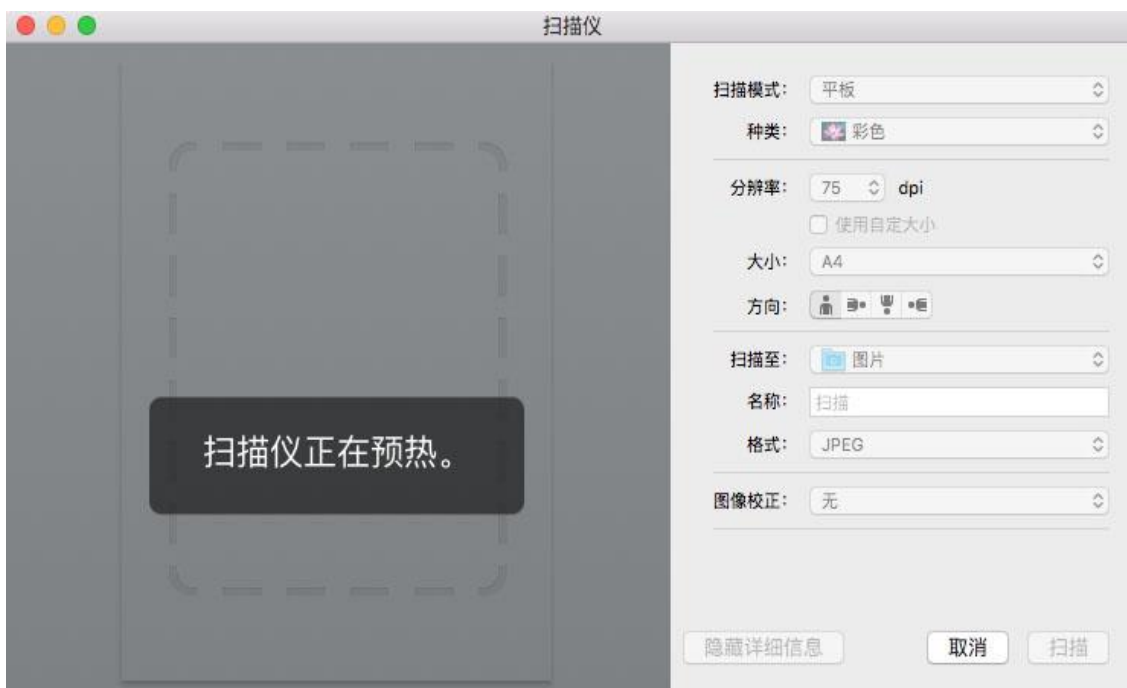 扫描仪
扫描模式： 平板
种类： 彩色
分辨率： 75 dpi
使用自定大小
大小： A4
方向：
扫描至： 图片
名称： 扫描
格式： JPEG
扫描仪正在预热。
图像校正： 无
隐藏详细信息 取消 扫描